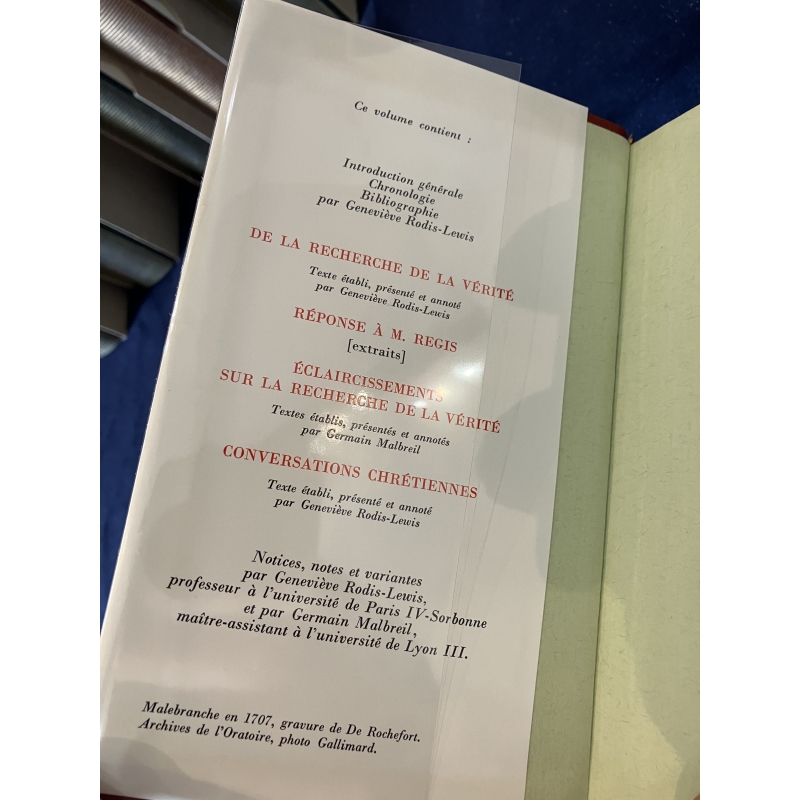 Ce volume contient :
Introduction générale
Chronologie
Bibliographie
par Geneviève Rodis-Lewis
DE LA RECHERCHE DE LA VÉRITÉ
Texte établi, présenté et annoté
par Geneviève Rodis-Lewis
RÉPONSE À M. REGIS
[extraits]
ÉCLAIRCISSEMENTS
SUR LA RECHERCHE DE LA VÉRITÉ
Textes établis, présentés et annotés
par Germain Malbreil
CONVERSATIONS CHRÉTIENNES
Texte établi, présenté et annoté
par Geneviève Rodis-Lewis
Notices, notes et variantes
par Geneviève Rodis-Lewis,
professeur à l'université de Paris IV-Sorbonne
et par Germain Malbreil,
maître-assistant à l'université de Lyon III.
Malebranche en 1707, gravure de De Rochefort.
Archives de l'Oratoire, photo Gallimard.